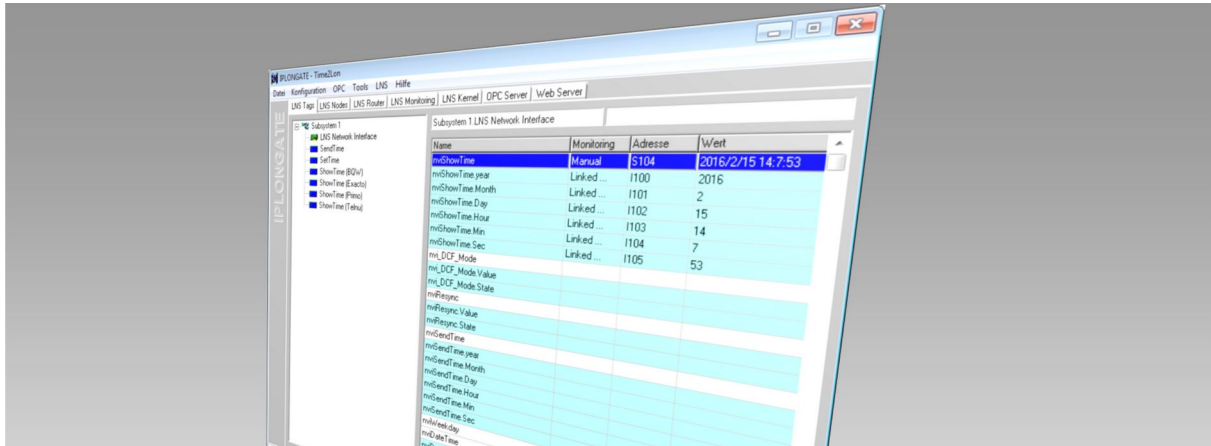 IPLONGATE - Time2Lon
Datei Konfiguration OPC Tools LNS Hilfe
LNS Tags LNS Nodes LNS Router LNS Monitoring LNS Kernel OPC Server Web Server
IPLONGATE
Subsystem 1
LNS Network Interface
SendTime
SetTime
ShowTime (BQW)
ShowTime (Exacto)
ShowTime (Primo)
ShowTime (Telnu)
Subsystem 1.LNS Network Interface
Name Monitoring Adresse Wert
nviShowTime Manual S104 2016/2/15 14:7:53
nviShowTime.year Linked ... I100 2016
nviShowTime.Month Linked ... I101 2
nviShowTime.Day Linked ... I102 15
nviShowTime.Hour Linked ... I103 14
nviShowTime.Min Linked ... I104 7
nviShowTime.Sec Linked ... I105 53
nvi_DCF_Mode
nvi_DCF_Mode.Value
nvi_DCF_Mode.State
nviResync
nviResync.Value
nviResync.State
nviSendTime
nviSendTime.year
nviSendTime.Month
nviSendTime.Day
nviSendTime.Hour
nviSendTime.Min
nviSendTime.Sec
nviWeekday
nviDateTime